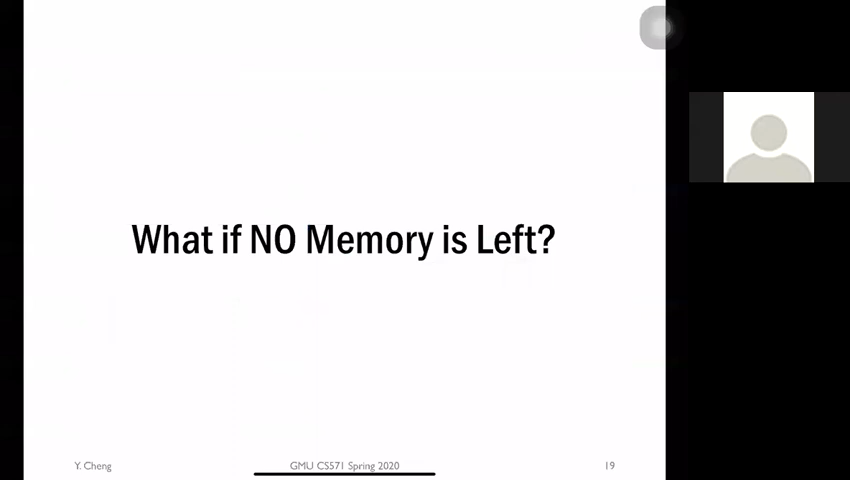 What if NO Memory is Left?
Y. Cheng
GMU CS571 Spring 2020
19